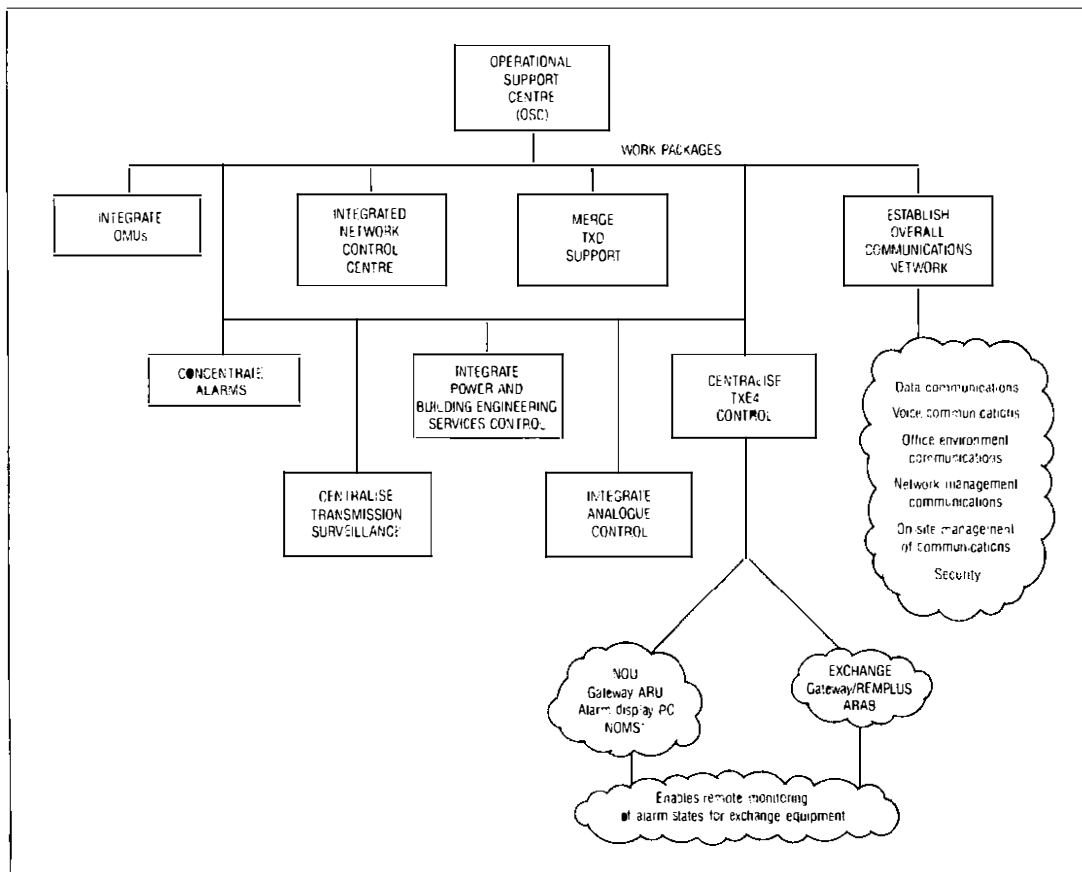 OPERATIONAL
SUPPORT
CENTRE
(OSC)
WORK PACKAGES
INTEGRATE
OMUs
INTEGRATED
NETWORK
CONTROL
CENTRE
MERGE
TXD
SUPPORT
ESTABLISH
OVERALL
COMMUNICATIONS
NETWORK
CONCENTRATE
ALARMS
INTEGRATE
POWER AND
BUILDING ENGINEERING
SERVICES CONTROL
CENTRALISE
TXE4
CONTROL
CENTRALISE
TRANSMISSION
SURVEILLANCE
INTEGRATE
ANALOGUE
CONTROL
Data communications
Voice communications
Office environment
communications
Network management
communications
On-site management
of communications
Security
NOU
Gateway ARU
Alarm display PC
NOMS1
EXCHANGE
Gateway/REMPLUS
ARAS
Enables remote monitoring
of alarm states for exchange equipment